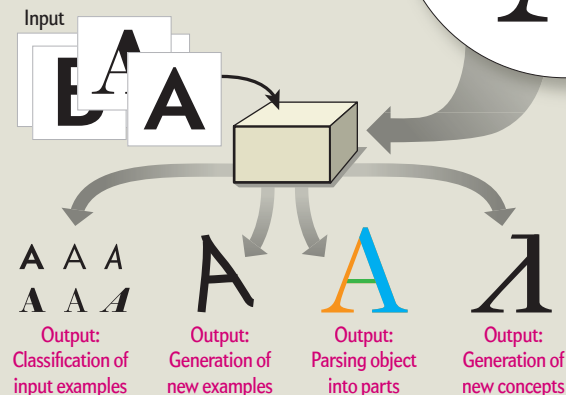 Input
B
A
A
A A A
A A A
A
A
Output:
Classification of
input examples
Output:
Generation of
new examples
Output:
Parsing object
into parts
Output:
Generation of
new concepts